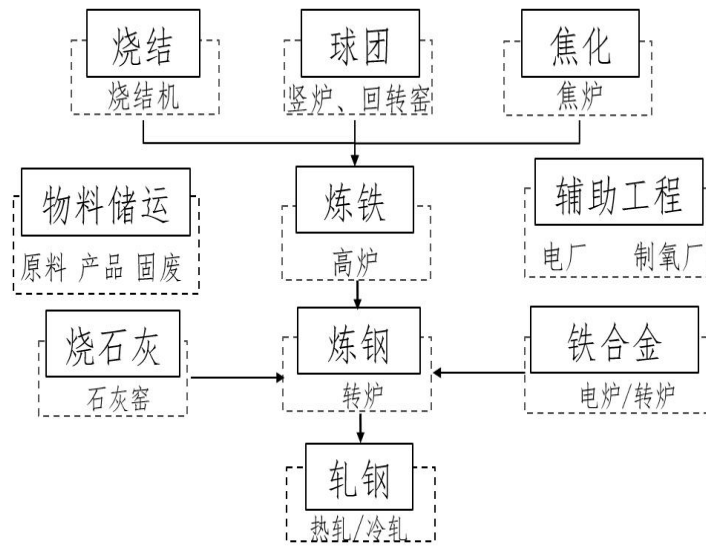 烧结
烧结机
球团
竖炉、回转窑
焦化
焦炉
物料储运
原料 产品 固废
炼铁
高炉
辅助工程
电厂 制氧厂
烧石灰
石灰窑
炼钢
转炉
铁合金
电炉/转炉
轧钢
热轧/冷轧